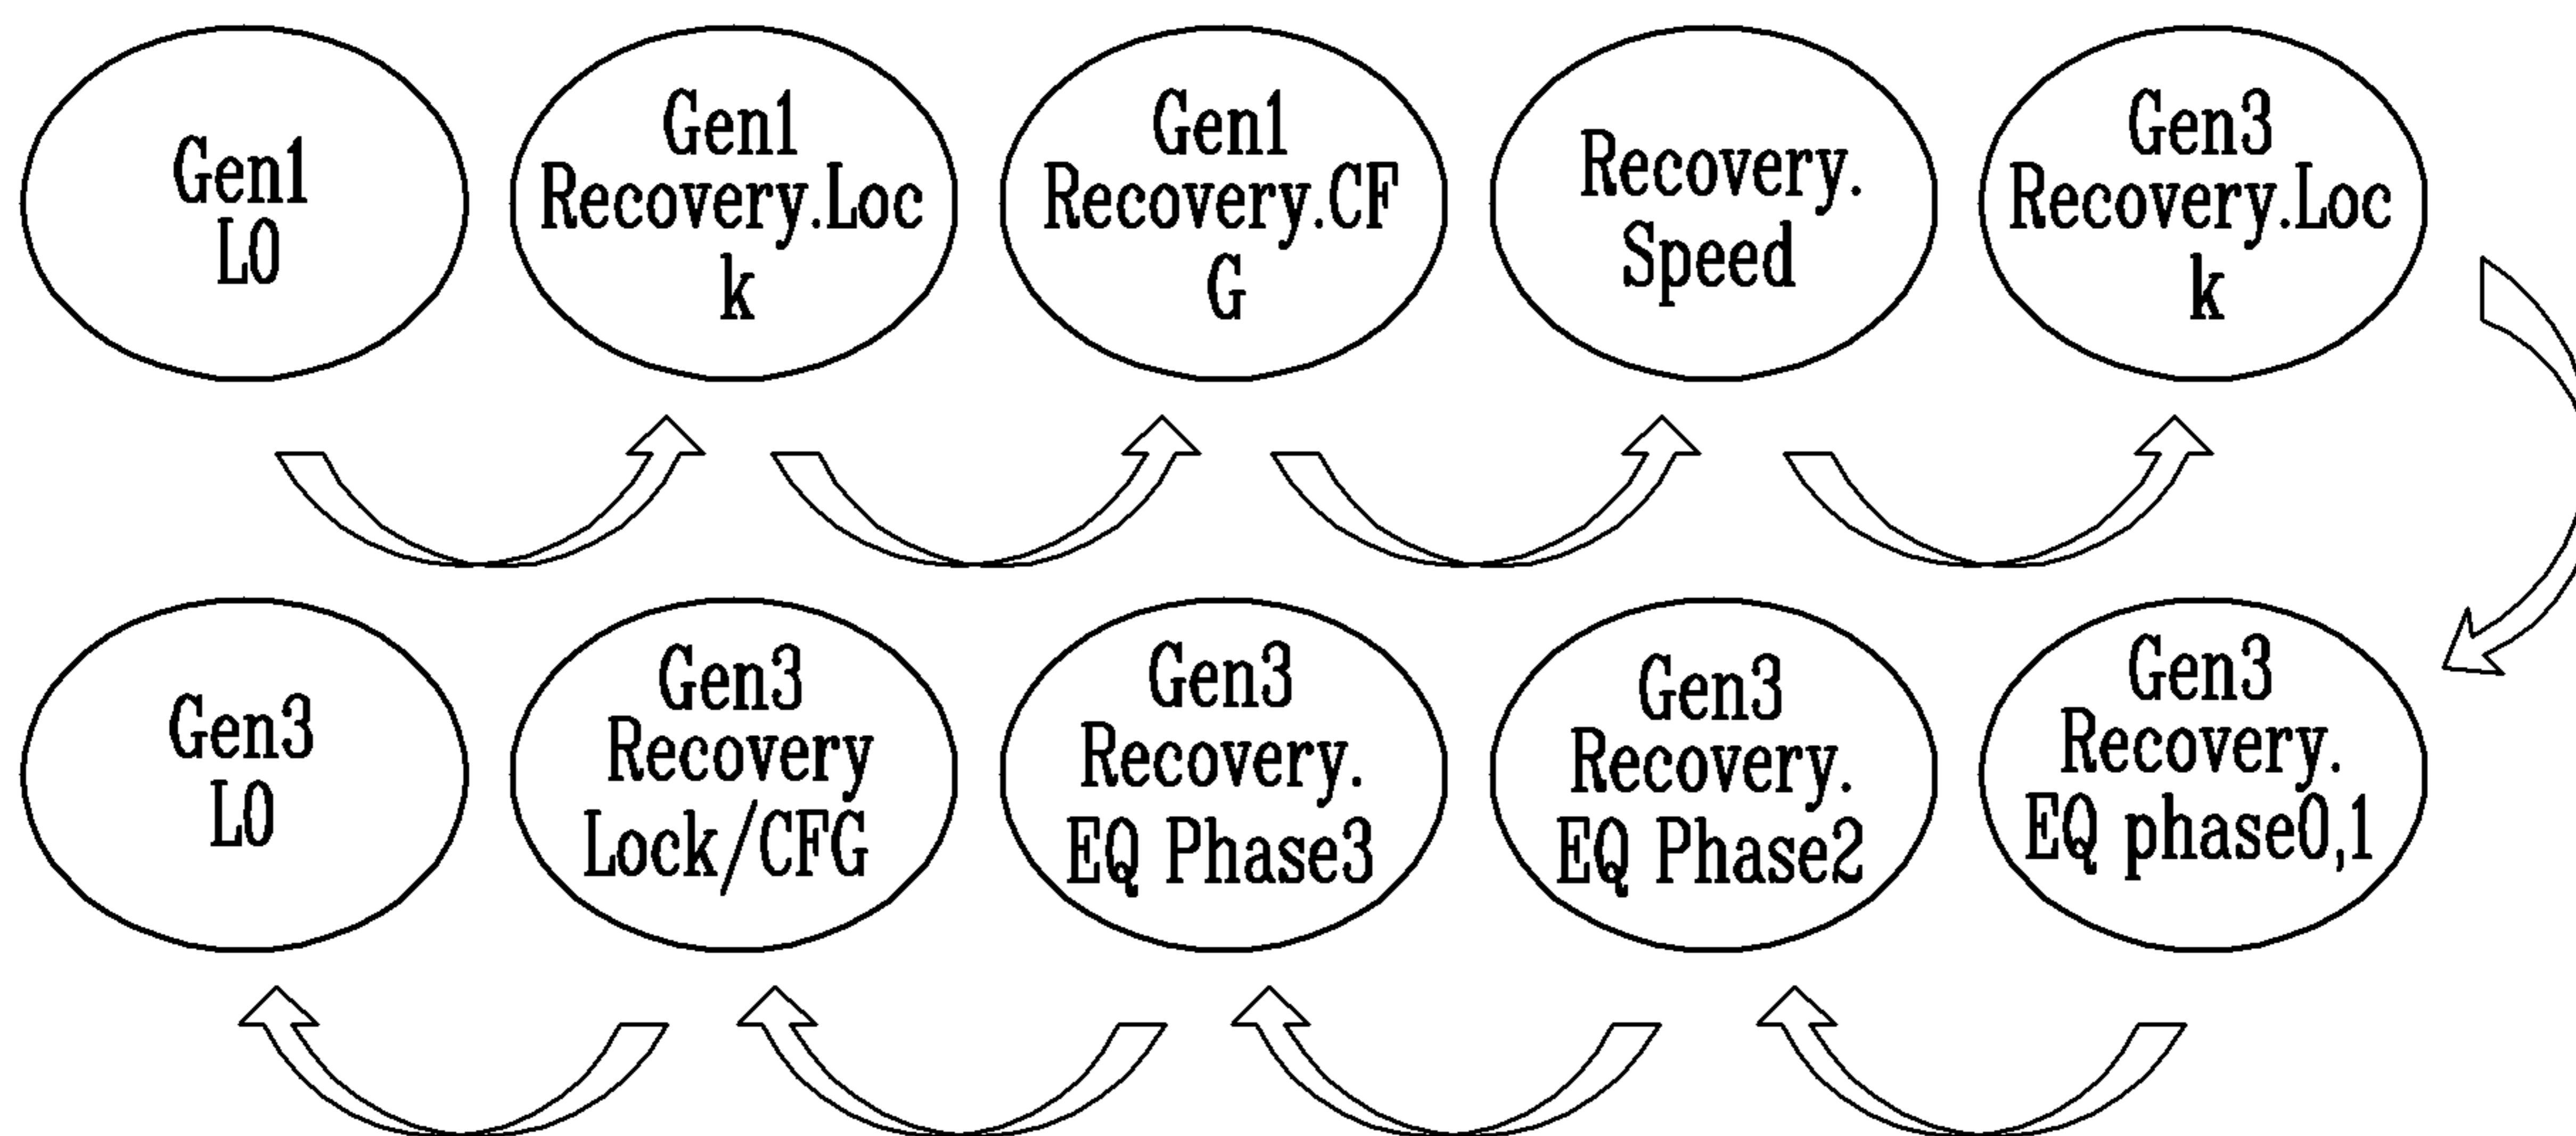 Gen1
L0
Gen1
Recovery.Loc
k
Gen1
Recovery.CF
G
Recovery.
Speed
Gen3
Recovery.Loc
k
Gen3
L0
Gen3
Recovery
Lock/CFG
Gen3
Recovery.
EQ Phase3
Gen3
Recovery.
EQ Phase2
Gen3
Recovery.
EQ phase0,1